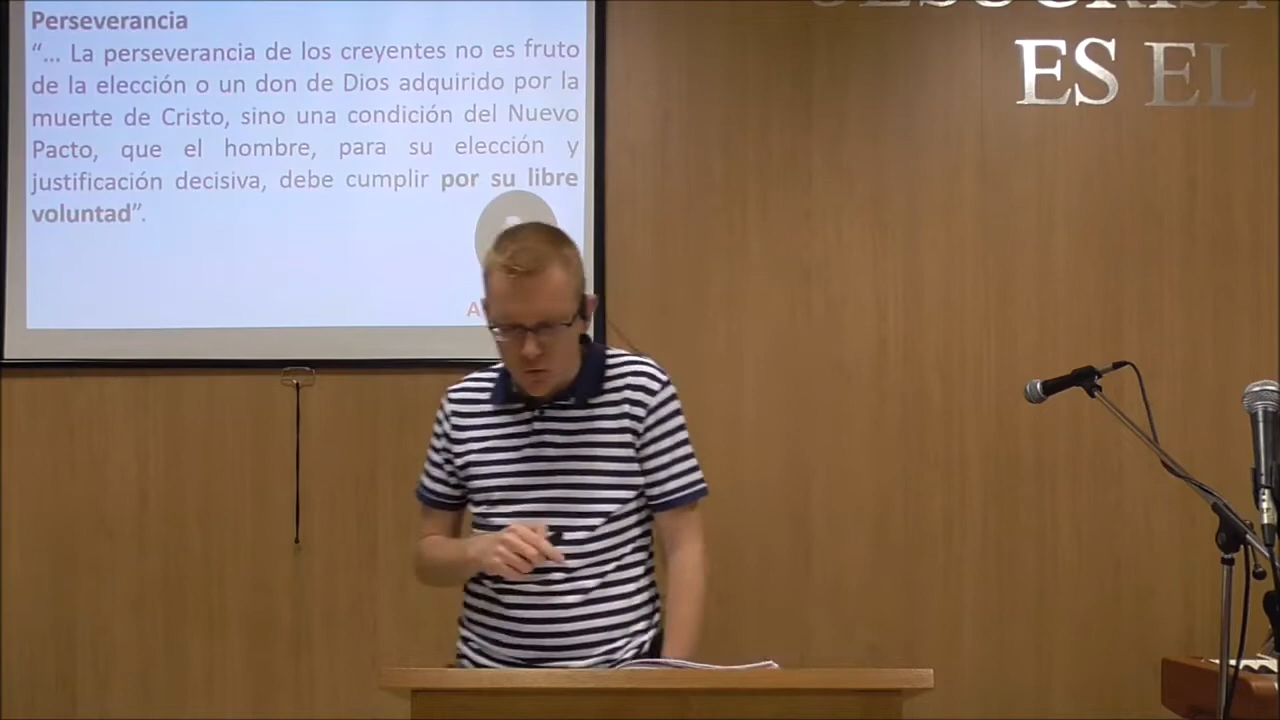 Perseverancia
“... La perseverancia de los creyentes no es fruto
de la elección o un don de Dios adquirido por la
muerte de Cristo, sino una condición del Nuevo
Pacto, que el hombre, para su elección y
justificación decisiva, debe cumplir por su libre
voluntad”.
A
ES EL